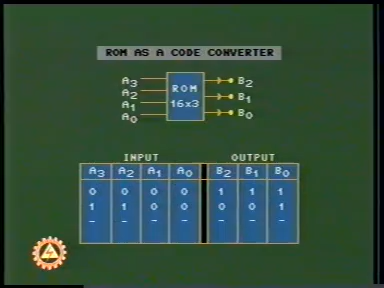 ROM AS A CODE CONVERTER
A3 B2
A2 ROM
A1 16x3 B1
A0 B0
INPUT OUTPUT
A3 A2 A1 A0 B2 B1 B0
0 0 0 0 1 1 1
1 1 0 0 0 0 1
- - - - - - -